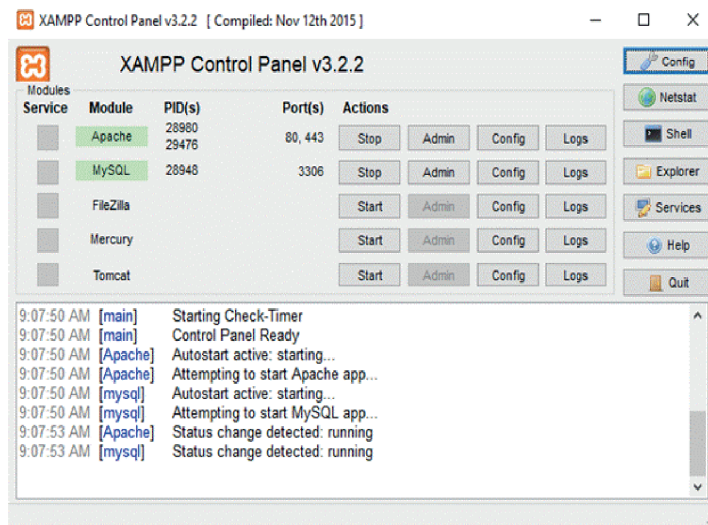 XAMPP Control Panel v3.2.2 [ Compiled: Nov 12th 2015 ]
XAMPP Control Panel v3.2.2
Config
Modules
Service Module PID(s) Port(s) Actions
Netstat
Apache 28980 29476 80, 443 Stop Admin Config Logs
Shell
MySQL 28948 3306 Stop Admin Config Logs
Explorer
FileZilla Start Admin Config Logs
Services
Mercury Start Admin Config Logs
Help
Tomcat Start Admin Config Logs
Quit
9:07:50 AM [main] Starting Check-Timer
9:07:50 AM [main] Control Panel Ready
9:07:50 AM [Apache] Autostart active: starting...
9:07:50 AM [Apache] Attempting to start Apache app...
9:07:50 AM [mysql] Autostart active: starting...
9:07:50 AM [mysql] Attempting to start MySQL app...
9:07:53 AM [Apache] Status change detected: running
9:07:53 AM [mysql] Status change detected: running